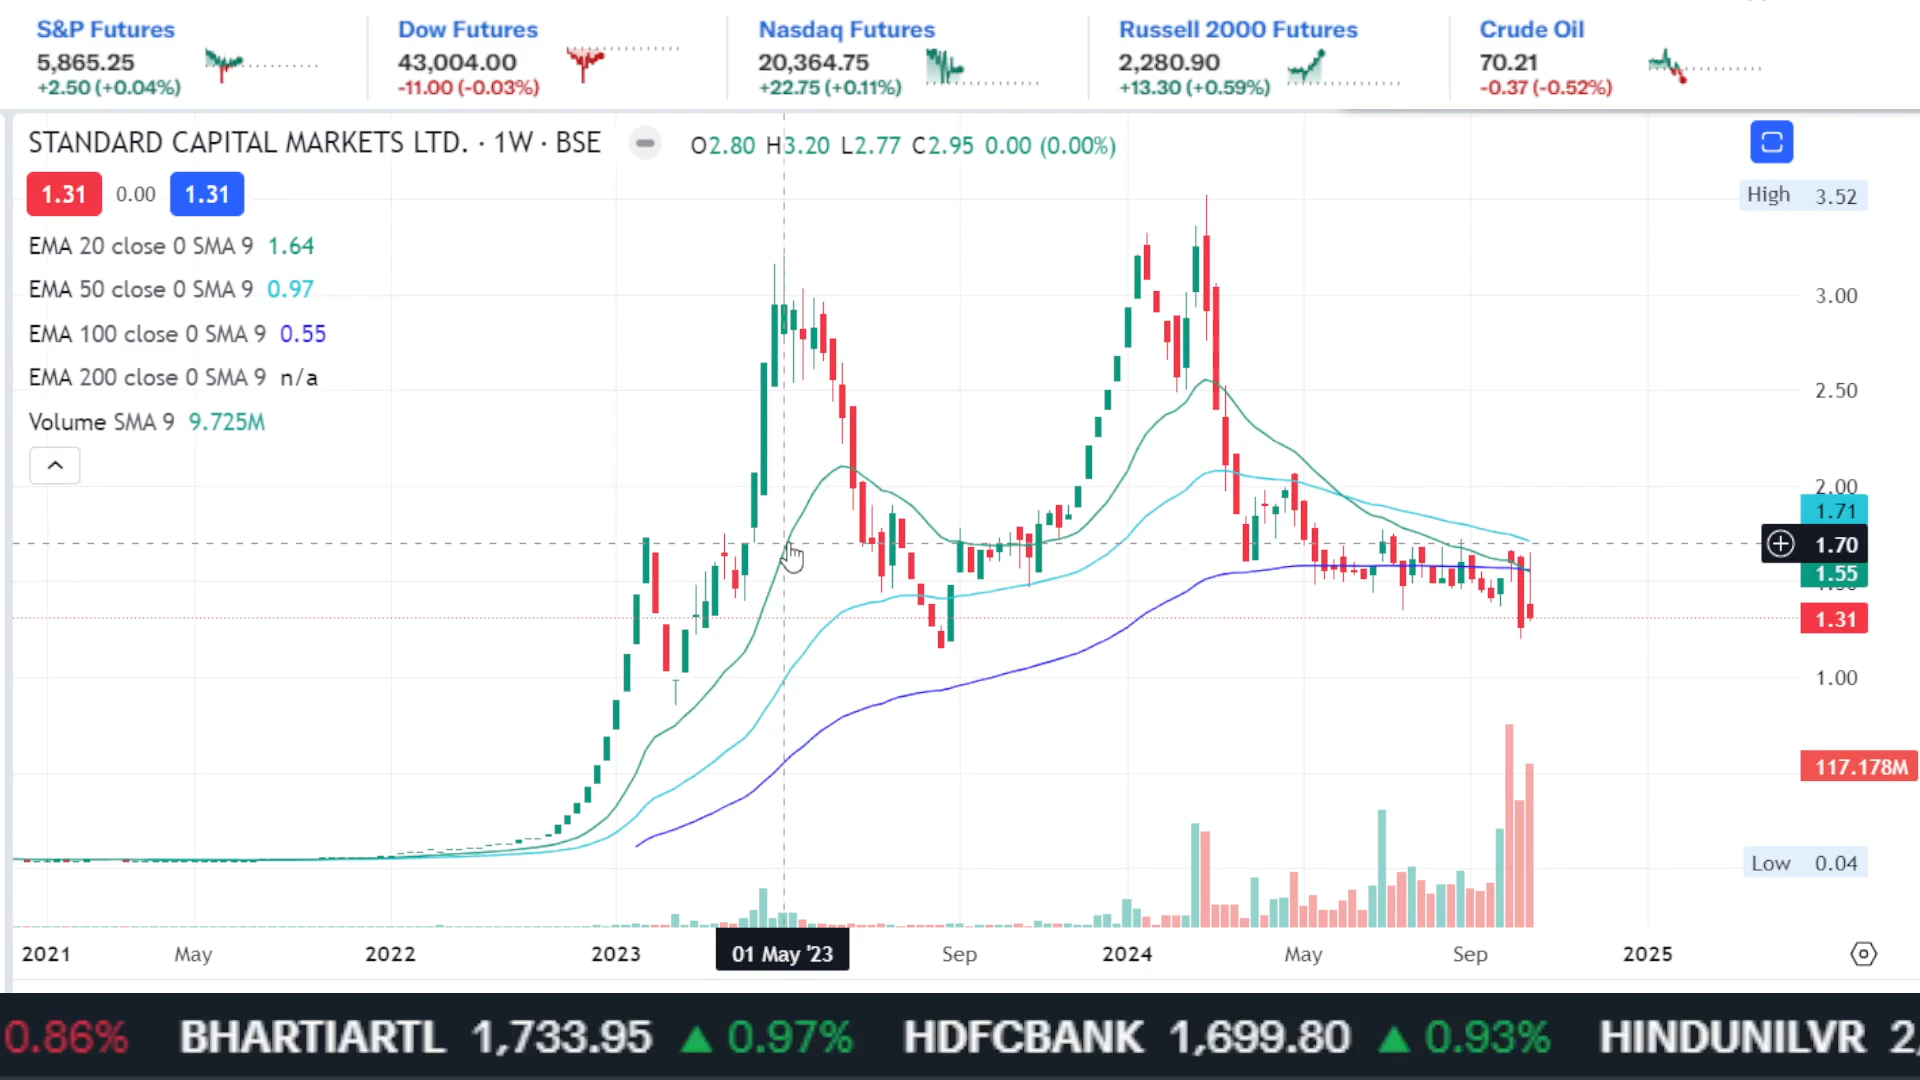 S&P Futures
5,865.25
+2.50 (+0.04%)
Dow Futures
43,004.00
-11.00 (-0.03%)
Nasdaq Futures
20,364.75
+22.75 (+0.11%)
Russell 2000 Futures
2,280.90
+13.30 (+0.59%)
Crude Oil
70.21
-0.37 (-0.52%)
STANDARD CAPITAL MARKETS LTD. · 1W · BSE
O2.80 H3.20 L2.77 C2.95 0.00 (0.00%)
1.31 0.00 1.31
EMA 20 close 0 SMA 9 1.64
EMA 50 close 0 SMA 9 0.97
EMA 100 close 0 SMA 9 0.55
EMA 200 close 0 SMA 9 n/a
Volume SMA 9 9.725M
High 3.52
3.00
2.50
2.00
1.71
1.70
1.55
1.31
1.00
117.178M
Low 0.04
2021 May 2022 2023 01 May '23 Sep 2024 May Sep 2025
0.86% BHARTIARTL 1,733.95 ▲ 0.97% HDFCBANK 1,699.80 ▲ 0.93% HINDUNILVR 2,